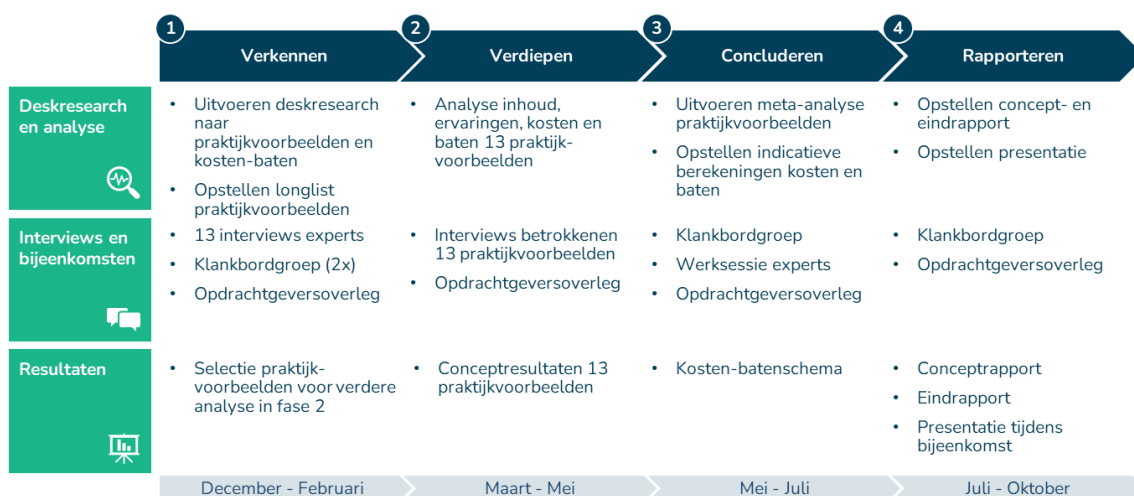 1
Verkennen
2
Verdiepen
3
Concluderen
4
Rapporteren
Deskresearch
en analyse
• Uitvoeren deskresearch
naar
praktijkvoorbeelden en
kosten-baten
• Opstellen longlist
praktijkvoorbeelden
• Analyse inhoud,
ervaringen, kosten en
baten 13 praktijk-
voorbeelden
• Uitvoeren meta-analyse
praktijkvoorbeelden
• Opstellen indicatieve
berekeningen kosten en
baten
• Opstellen concept- en
eindrapport
• Opstellen presentatie
Interviews en
bijeenkomsten
• 13 interviews experts
• Klankbordgroep (2x)
• Opdrachtgeversoverleg
• Interviews betrokkenen
13 praktijkvoorbeelden
• Opdrachtgeversoverleg
• Klankbordgroep
• Werksessie experts
• Opdrachtgeversoverleg
• Klankbordgroep
• Opdrachtgeversoverleg
Resultaten
• Selectie praktijk-
voorbeelden voor verdere
analyse in fase 2
• Conceptresultaten 13
praktijkvoorbeelden
• Kosten-batenschema
• Conceptrapport
• Eindrapport
• Presentatie tijdens
bijeenkomst
December - Februari
Maart - Mei
Mei - Juli
Juli - Oktober